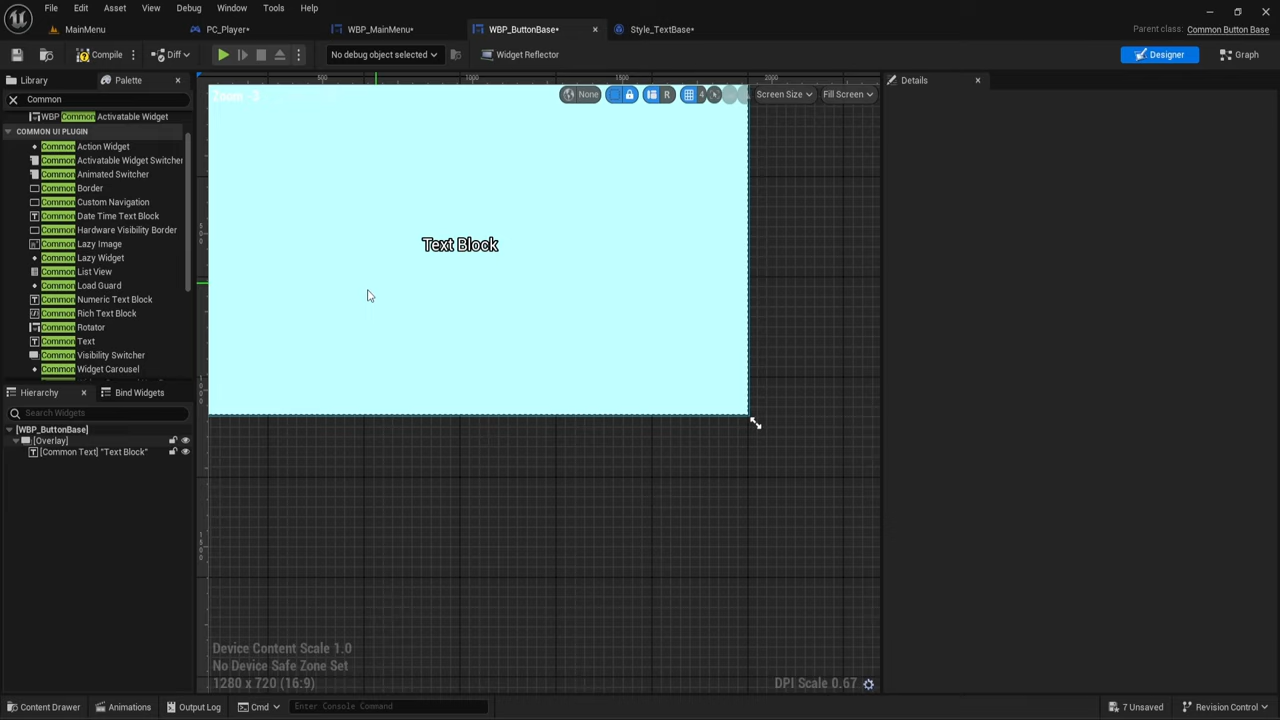 File Edit Asset View Debug Window Tools Help
MainMenu PC_Player* WBP_MainMenu* WBP_ButtonBase* Style_TextBase* Parent class: Common Button Base
Compile Diff No debug object selected Widget Reflector Designer Graph
Library Palette Details
Common
WBP Common Activatable Widget
COMMON UI PLUGIN
Common Action Widget
Common Activatable Widget Switcher
Common Animated Switcher
Common Border
Common Custom Navigation
Common Date Time Text Block
Common Hardware Visibility Border
Common Lazy Image
Common Lazy Widget
Common List View
Common Load Guard
Common Numeric Text Block
Common Rich Text Block
Common Rotator
Common Text
Common Visibility Switcher
Common Widget Carousel
Hierarchy Bind Widgets
Search Widgets
[WBP_ButtonBase]
[Overlay]
[Common Text] "Text Block"
500 1000 1500 2000
Zoom -3 None R 4 Screen Size Fill Screen
Text Block
Device Content Scale 1.0
No Device Safe Zone Set
1280 x 720 (16:9) DPI Scale 0.67
Content Drawer Animations Output Log Cmd Enter Console Command 7 Unsaved Revision Control